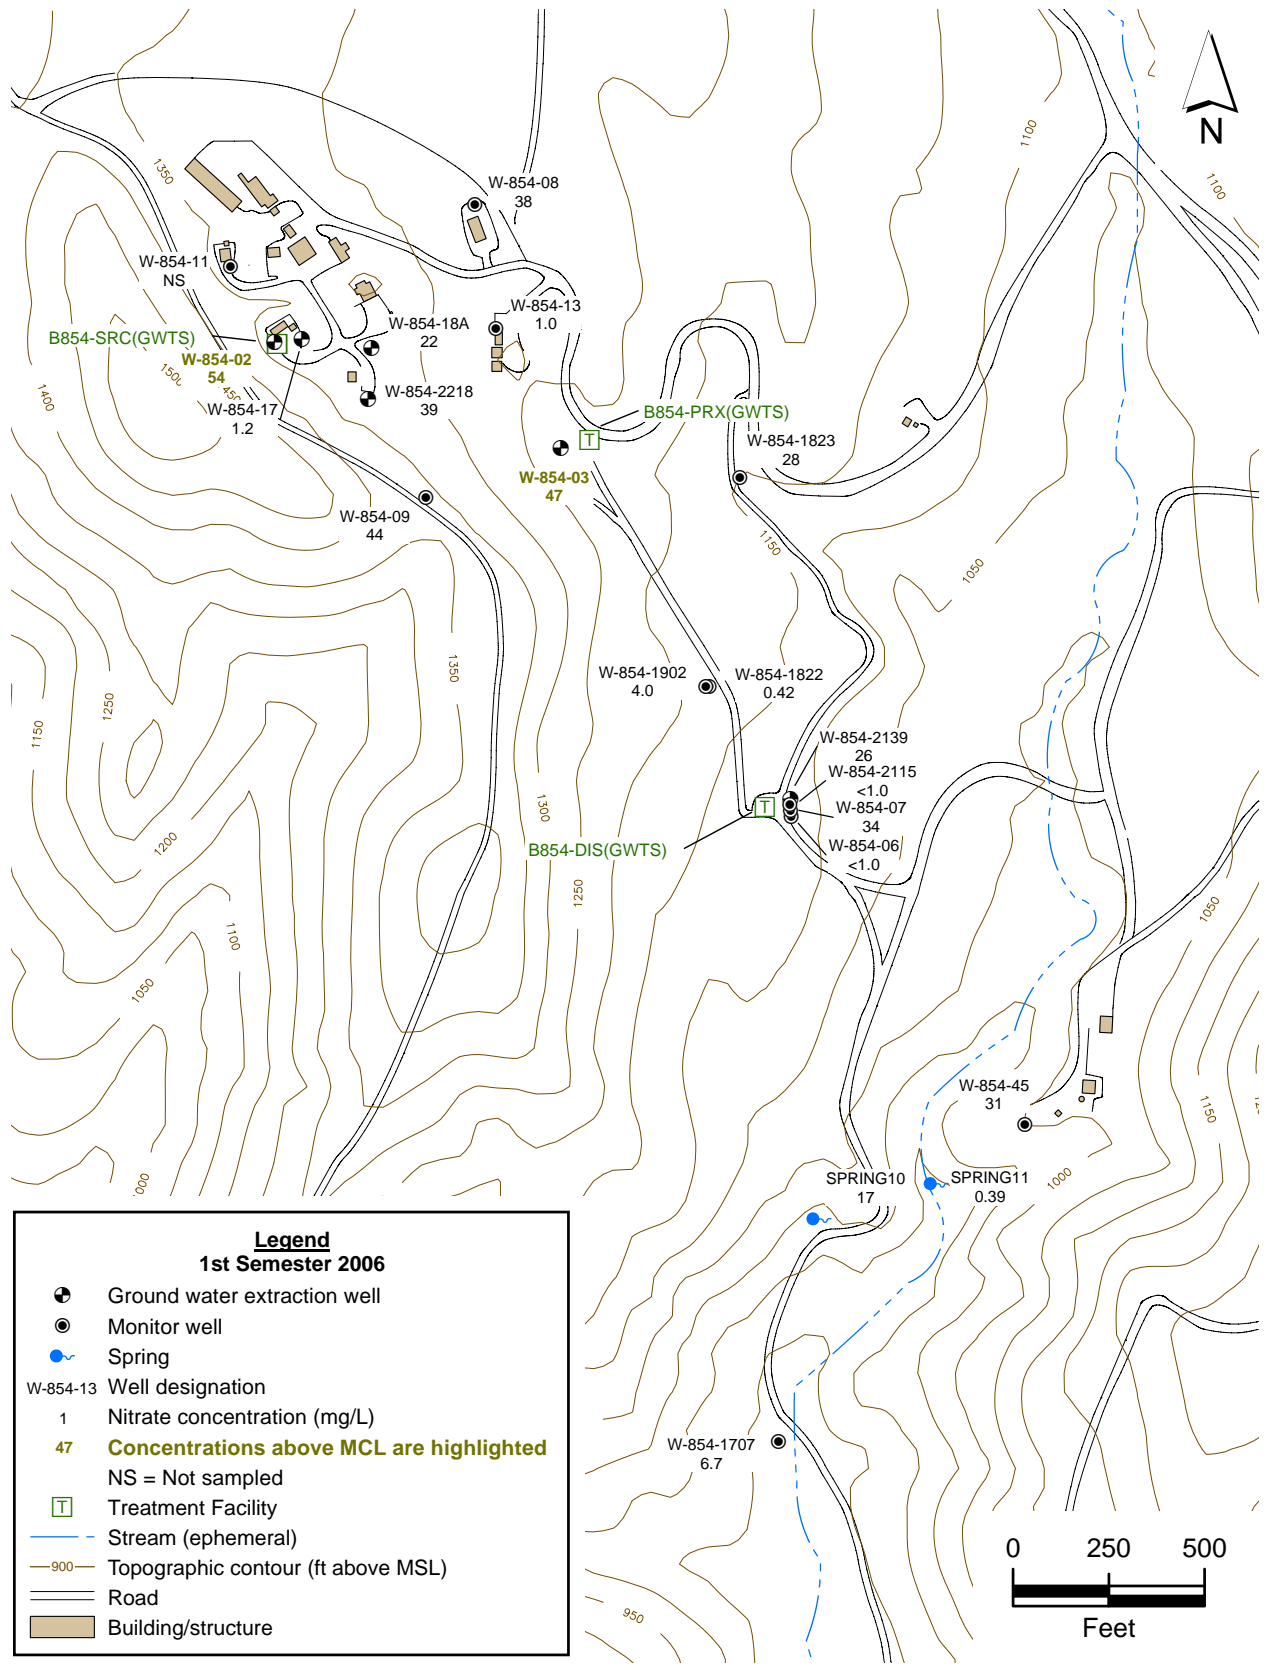 N
1100
1100
1350
W-854-08
38
W-854-11
NS
W-854-13
1.0
W-854-18A
22
B854-SRC(GWTS)
W-854-02
54
1500
1400
W-854-2218
39
W-854-17
1.2
B854-PRX(GWTS)
T
W-854-1823
28
W-854-03
47
W-854-09
44
1150
1050
1350
W-854-1902
4.0
W-854-1822
0.42
1250
1150
W-854-2139
26
W-854-2115
<1.0
W-854-07
34
W-854-06
<1.0
T
B854-DIS(GWTS)
1300
1200
1250
1100
1050
1050
W-854-45
31
1150
SPRING10
17
SPRING11
0.39
1000
Legend
1st Semester 2006
Ground water extraction well
Monitor well
Spring
W-854-13 Well designation
1 Nitrate concentration (mg/L)
47 Concentrations above MCL are highlighted
NS = Not sampled
T Treatment Facility
Stream (ephemeral)
900 Topographic contour (ft above MSL)
Road
Building/structure
W-854-1707
6.7
950
0 250 500
Feet